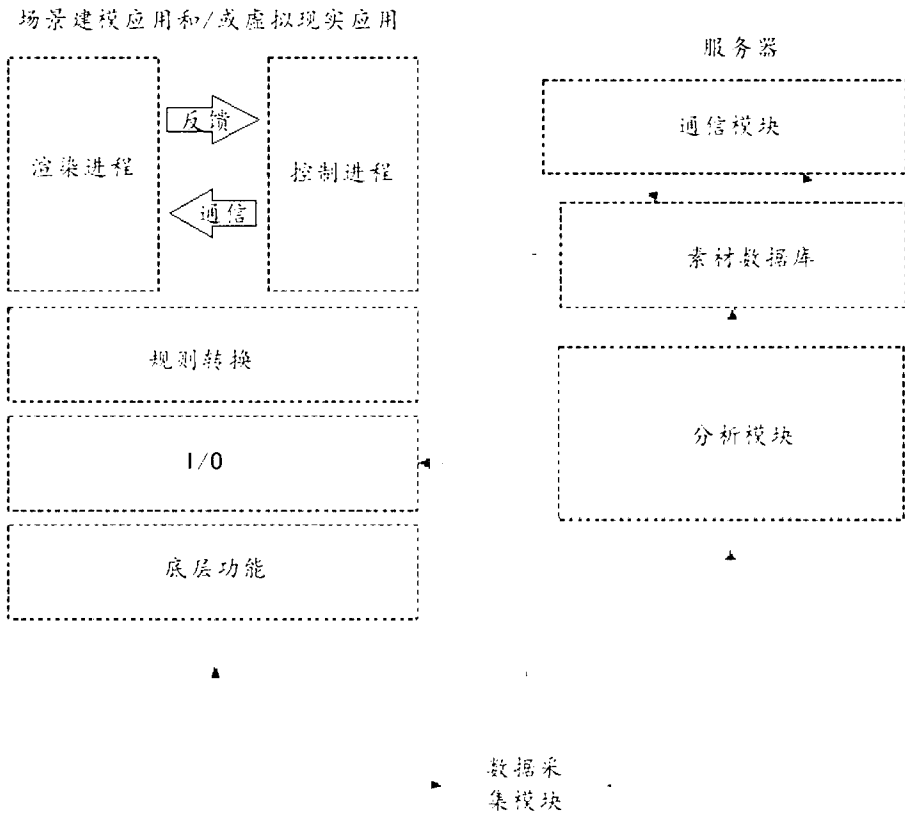 场景建模应用和/或虚拟现实应用
服务器
反馈
通信模块
渲染进程
控制进程
通信
素材数据库
规则转换
分析模块
I/O
底层功能
数据采
集模块